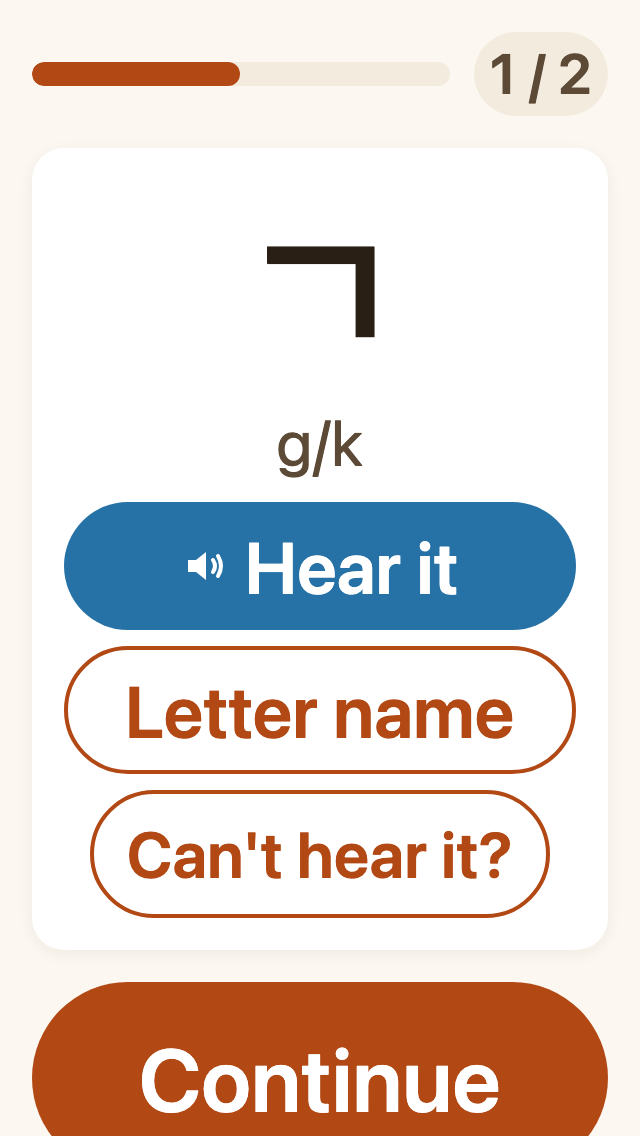 1 / 2
ㄱ
g/k
Hear it
Letter name
Can't hear it?
Continue